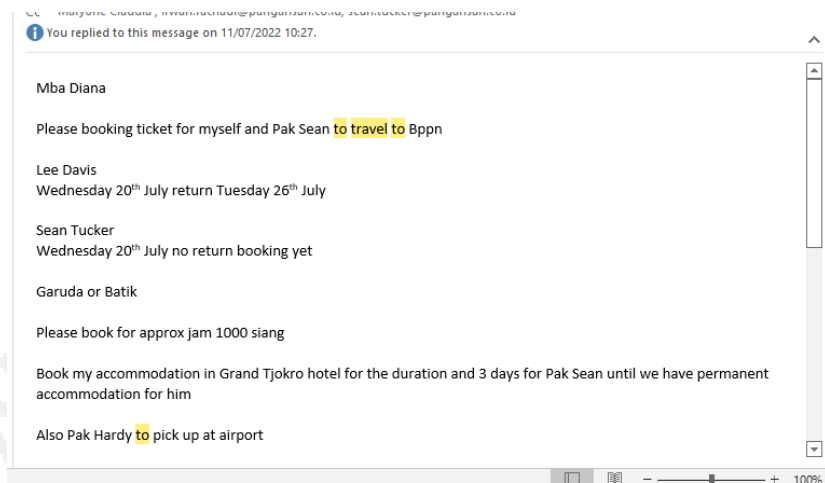 You replied to this message on 11/07/2022 10:27.
Mba Diana
Please booking ticket for myself and Pak Sean to travel to Bppn
Lee Davis
Wednesday 20th July return Tuesday 26th July
Sean Tucker
Wednesday 20th July no return booking yet
Garuda or Batik
Please book for approx jam 1000 siang
Book my accommodation in Grand Tjokro hotel for the duration and 3 days for Pak Sean until we have permanent
accommodation for him
Also Pak Hardy to pick up at airport
100%